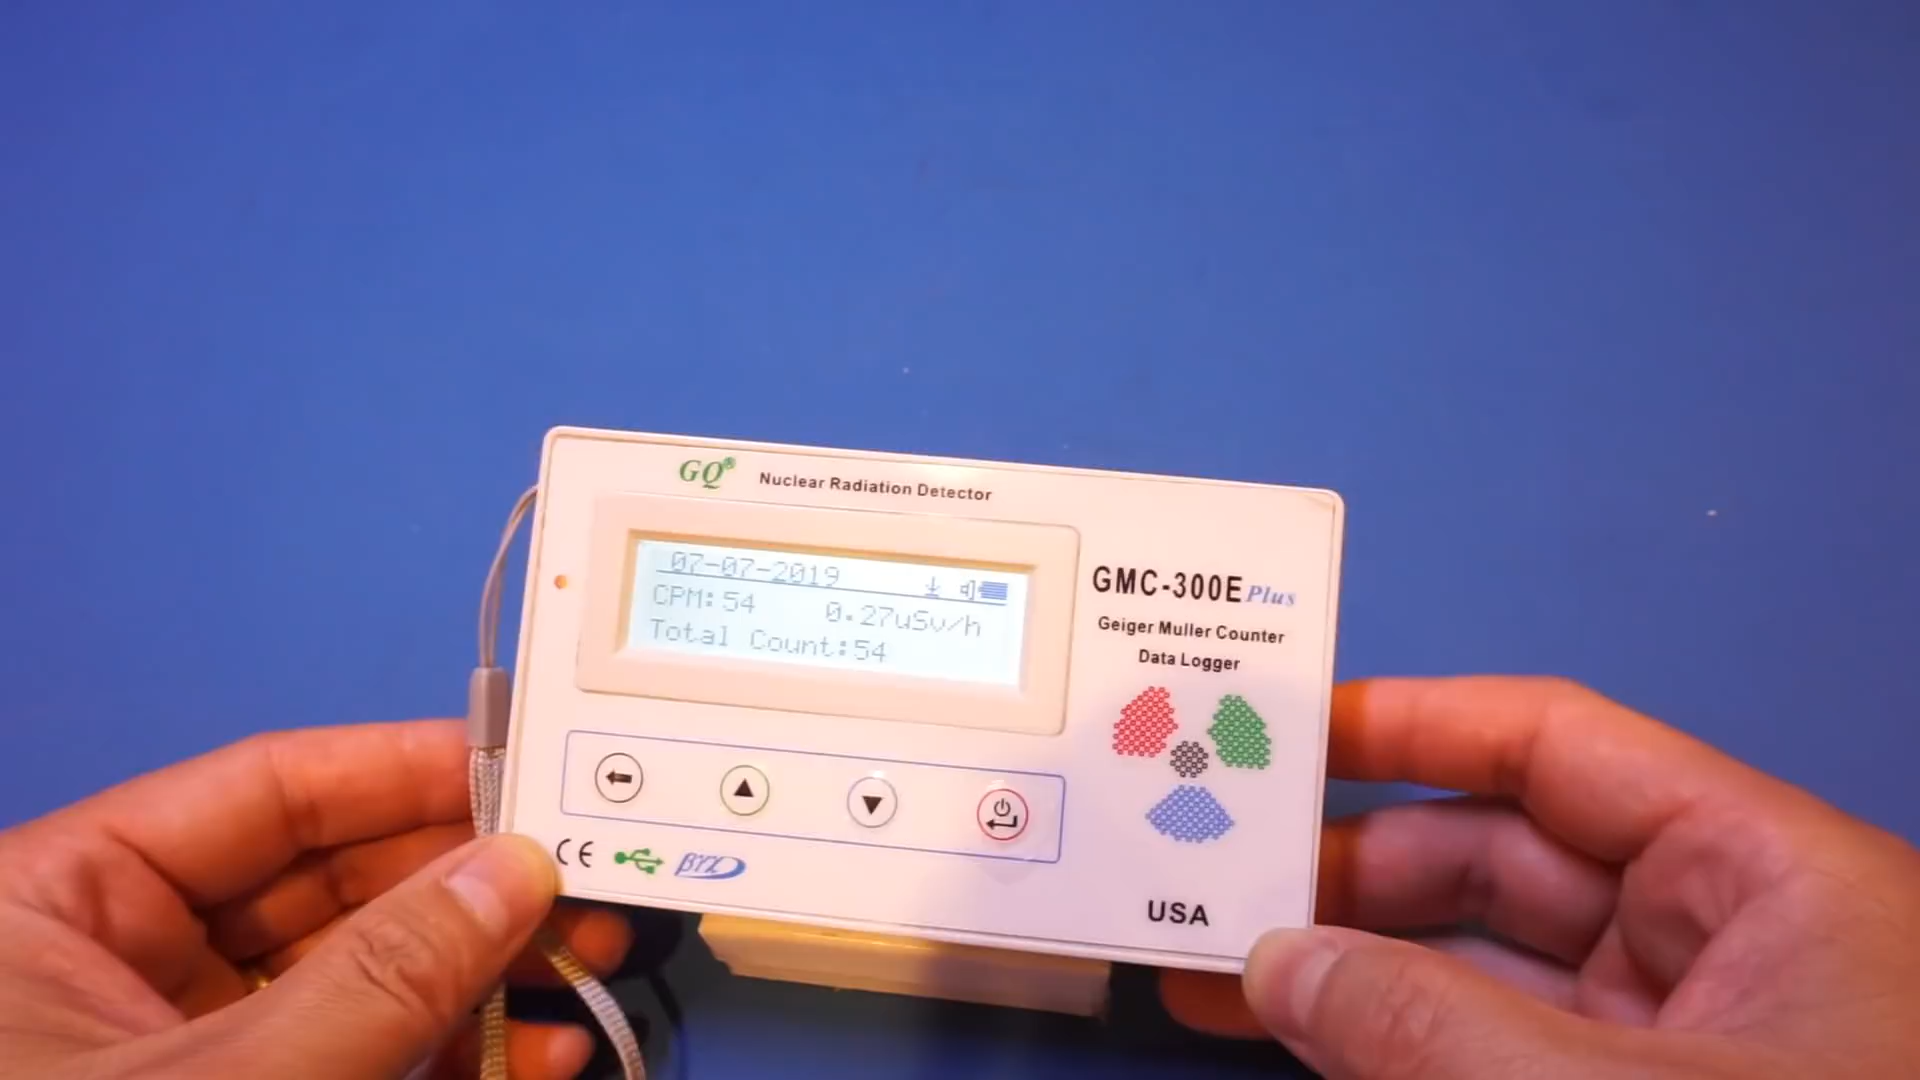 GQ®
Nuclear Radiation Detector
07-07-2019
CPM:54 0.27uSv/h
Total Count:54
GMC-300E Plus
Geiger Muller Counter
Data Logger
CE
βγχ
USA